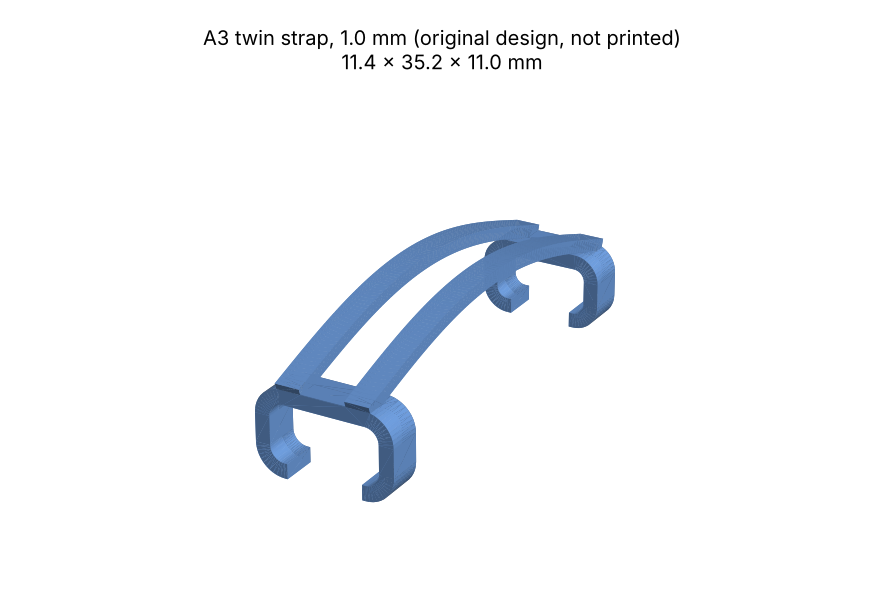 A3 twin strap, 1.0 mm (original design, not printed)
11.4 × 35.2 × 11.0 mm